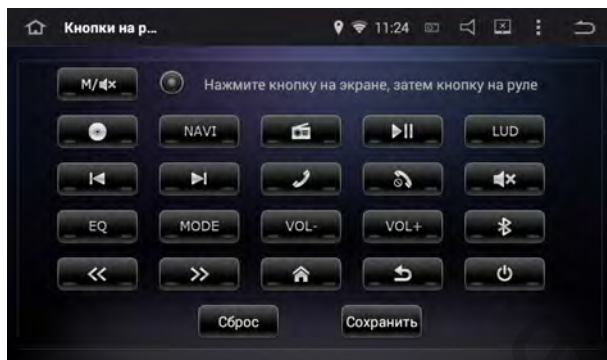 Кнопки на р... 11:24
M/ Нажмите кнопку на экране, затем кнопку на руле
NAVI LUD
EQ MODE VOL- VOL+
Сброс Сохранить